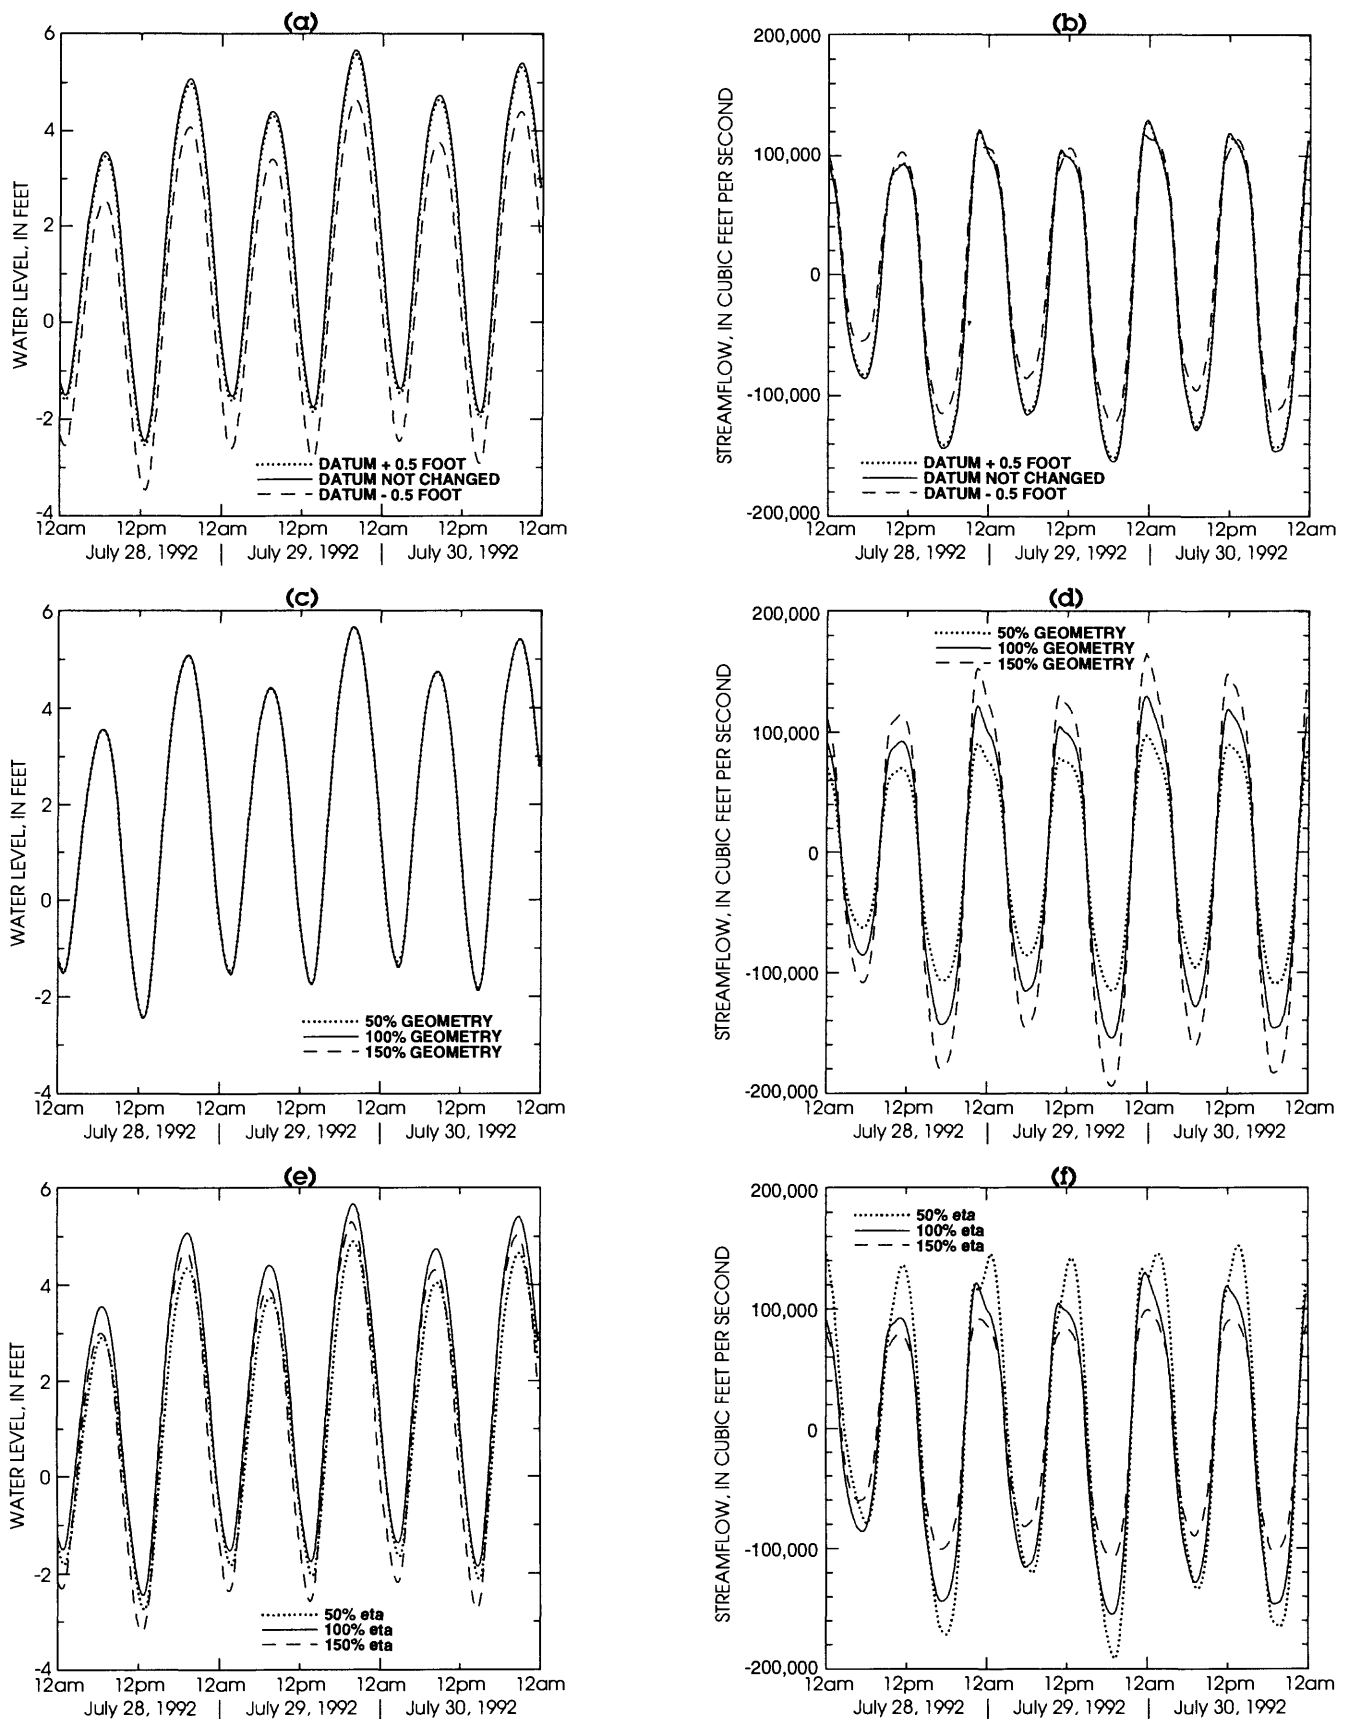 (a)
6
4
2
0
-2
-4
WATER LEVEL, IN FEET
DATUM + 0.5 FOOT
DATUM NOT CHANGED
DATUM - 0.5 FOOT
12am 12pm 12am 12pm 12am 12pm 12am
July 28, 1992 | July 29, 1992 | July 30, 1992
(b)
200,000
100,000
0
-100,000
-200,000
STREAMFLOW, IN CUBIC FEET PER SECOND
DATUM + 0.5 FOOT
DATUM NOT CHANGED
DATUM - 0.5 FOOT
12am 12pm 12am 12pm 12am 12pm 12am
July 28, 1992 | July 29, 1992 | July 30, 1992
(c)
6
4
2
0
-2
-4
WATER LEVEL, IN FEET
50% GEOMETRY
100% GEOMETRY
150% GEOMETRY
12am 12pm 12am 12pm 12am 12pm 12am
July 28, 1992 | July 29, 1992 | July 30, 1992
(d)
200,000
100,000
0
-100,000
-200,000
STREAMFLOW, IN CUBIC FEET PER SECOND
50% GEOMETRY
100% GEOMETRY
150% GEOMETRY
12am 12pm 12am 12pm 12am 12pm 12am
July 28, 1992 | July 29, 1992 | July 30, 1992
(e)
6
4
2
0
-2
-4
WATER LEVEL, IN FEET
50% eta
100% eta
150% eta
12am 12pm 12am 12pm 12am 12pm 12am
July 28, 1992 | July 29, 1992 | July 30, 1992
(f)
200,000
100,000
0
-100,000
-200,000
STREAMFLOW, IN CUBIC FEET PER SECOND
50% eta
100% eta
150% eta
12am 12pm 12am 12pm 12am 12pm 12am
July 28, 1992 | July 29, 1992 | July 30, 1992